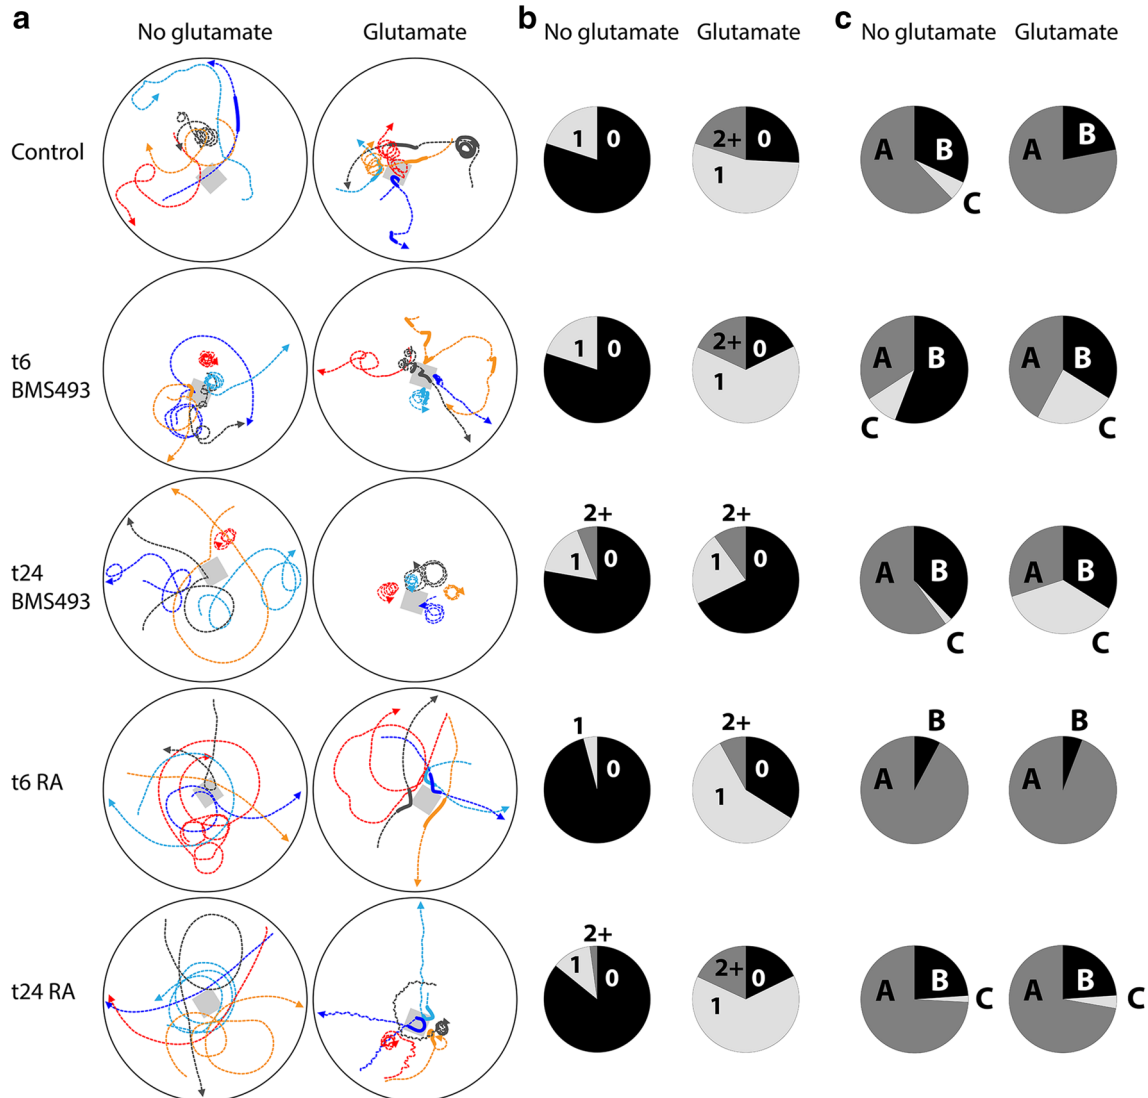 a b c
No glutamate Glutamate No glutamate Glutamate No glutamate Glutamate
Control
1 0 2+ 0 1 A B C A B
t6
BMS493
1 0 2+ 0 1 A B C A B C
t24
BMS493
2+ 1 0 2+ 1 0 A B C A B C
t6 RA
1 0 2+ 0 1 B A B A
t24 RA
2+ 1 0 2+ 0 1 A B C A B C